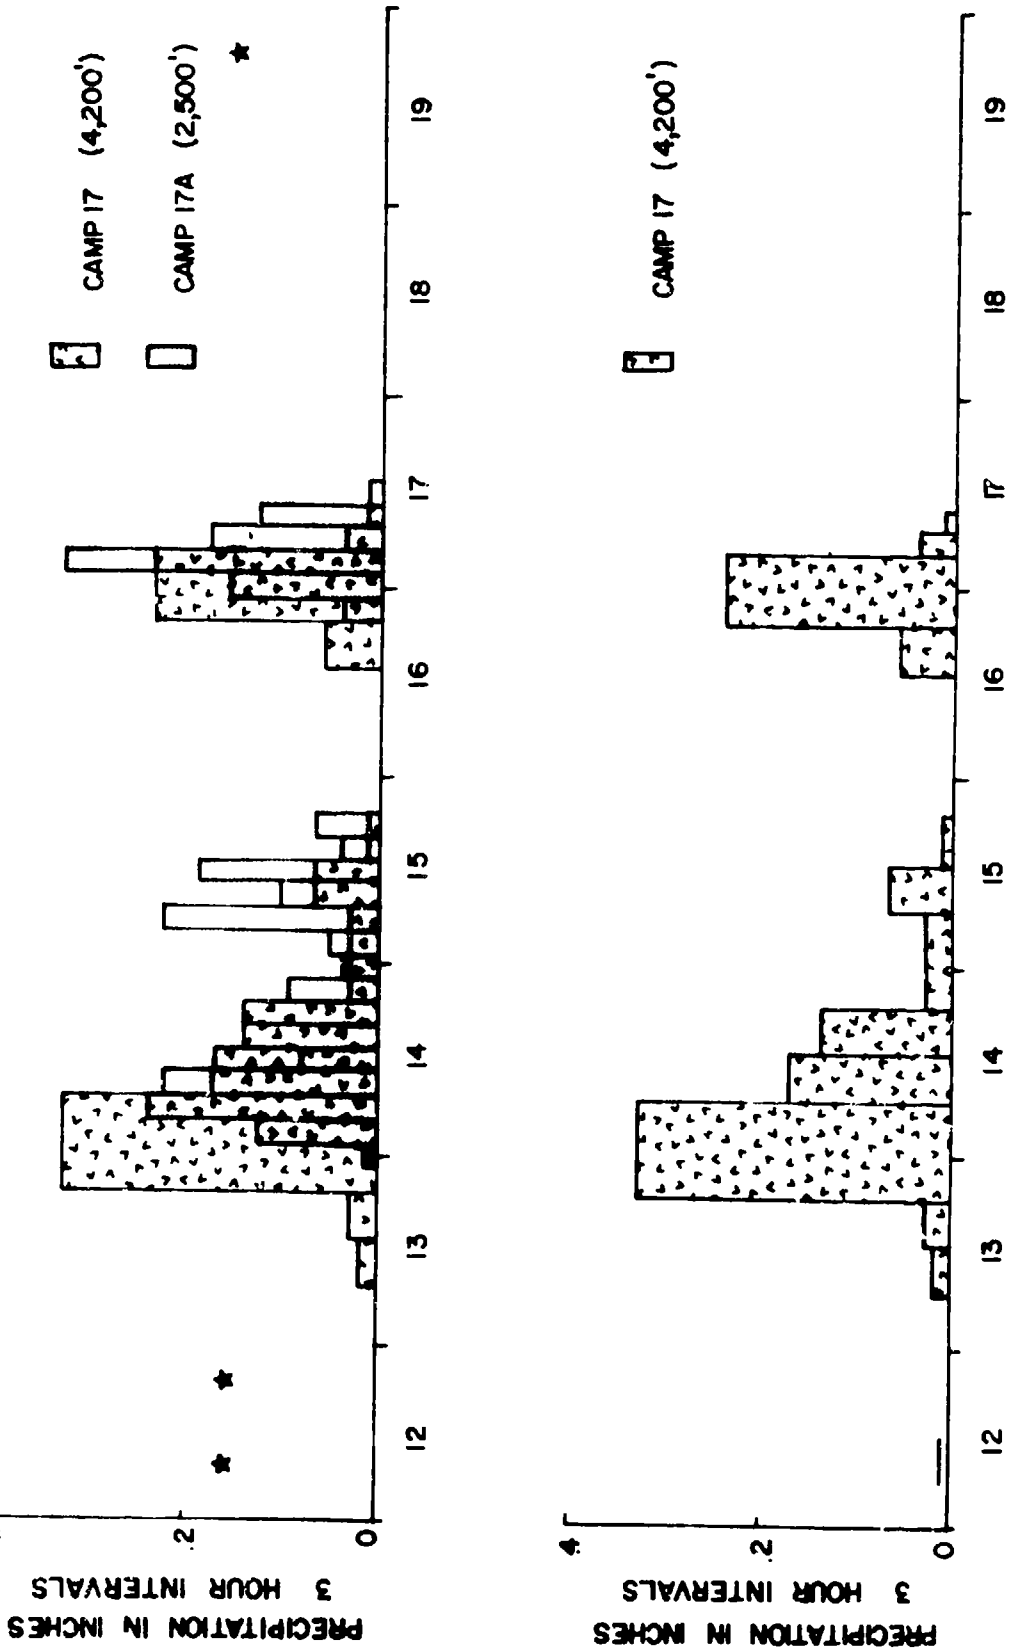 CAMP 17 (4,200')
CAMP 17A (2,500')
PRECIPITATION IN INCHES
3 HOUR INTERVALS
.2
0
12 13 14 15 16 17 18 19
CAMP 17 (4,200')
PRECIPITATION IN INCHES
3 HOUR INTERVALS
.4
.2
0
12 13 14 15 16 17 18 19